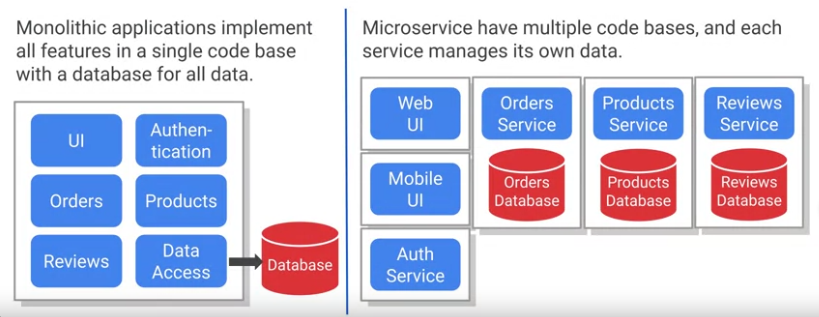 Monolithic applications implement
all features in a single code base
with a database for all data.
UI
Authen-
tication
Orders
Products
Reviews
Data
Access
Database
Microservice have multiple code bases, and each
service manages its own data.
Web
UI
Orders
Service
Products
Service
Reviews
Service
Mobile
UI
Orders
Database
Products
Database
Reviews
Database
Auth
Service